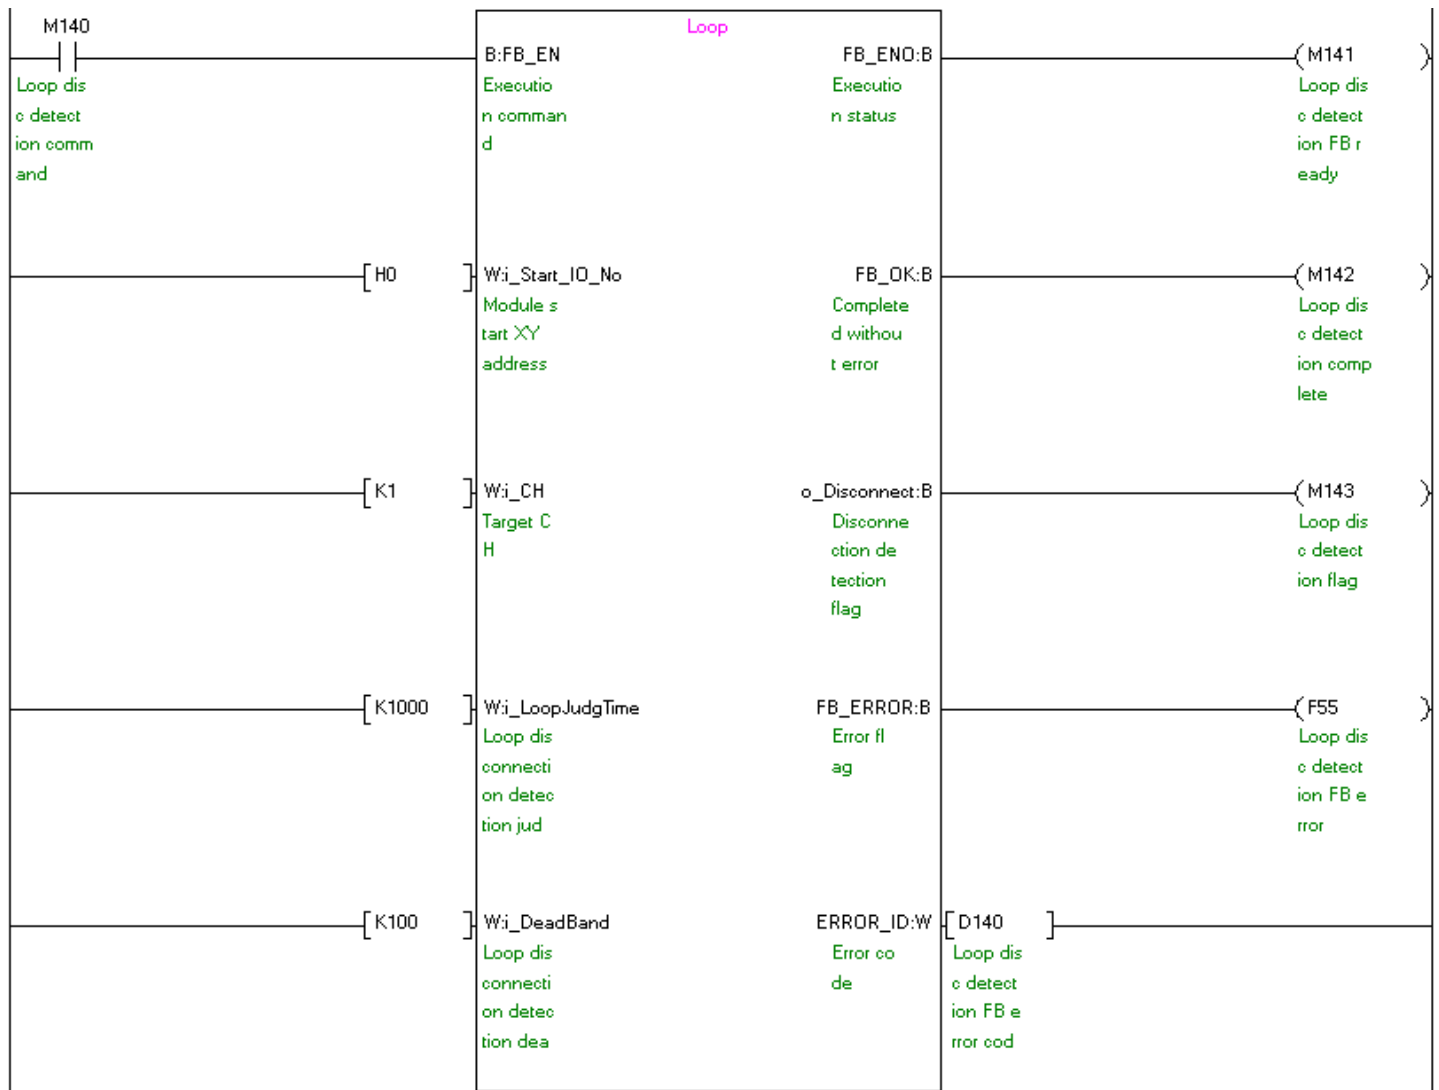 M140
Loop
B:FB_EN
FB_ENO:B
M141
Loop dis
c detect
ion comm
and
Executio
n comman
d
Executio
n status
Loop dis
c detect
ion FB r
eady
H0
W:i_Start_IO_No
FB_OK:B
M142
Module s
tart XY
address
Complete
d withou
t error
Loop dis
c detect
ion comp
lete
K1
W:i_CH
o_Disconnect:B
M143
Target C
H
Disconne
ction de
tection
flag
Loop dis
c detect
ion flag
K1000
W:i_LoopJudgTime
FB_ERROR:B
F55
Loop dis
connecti
on detec
tion jud
Error fl
ag
Loop dis
c detect
ion FB e
rror
K100
W:i_DeadBand
ERROR_ID:W
D140
Loop dis
connecti
on detec
tion dea
Error co
de
Loop dis
c detect
ion FB e
rror cod